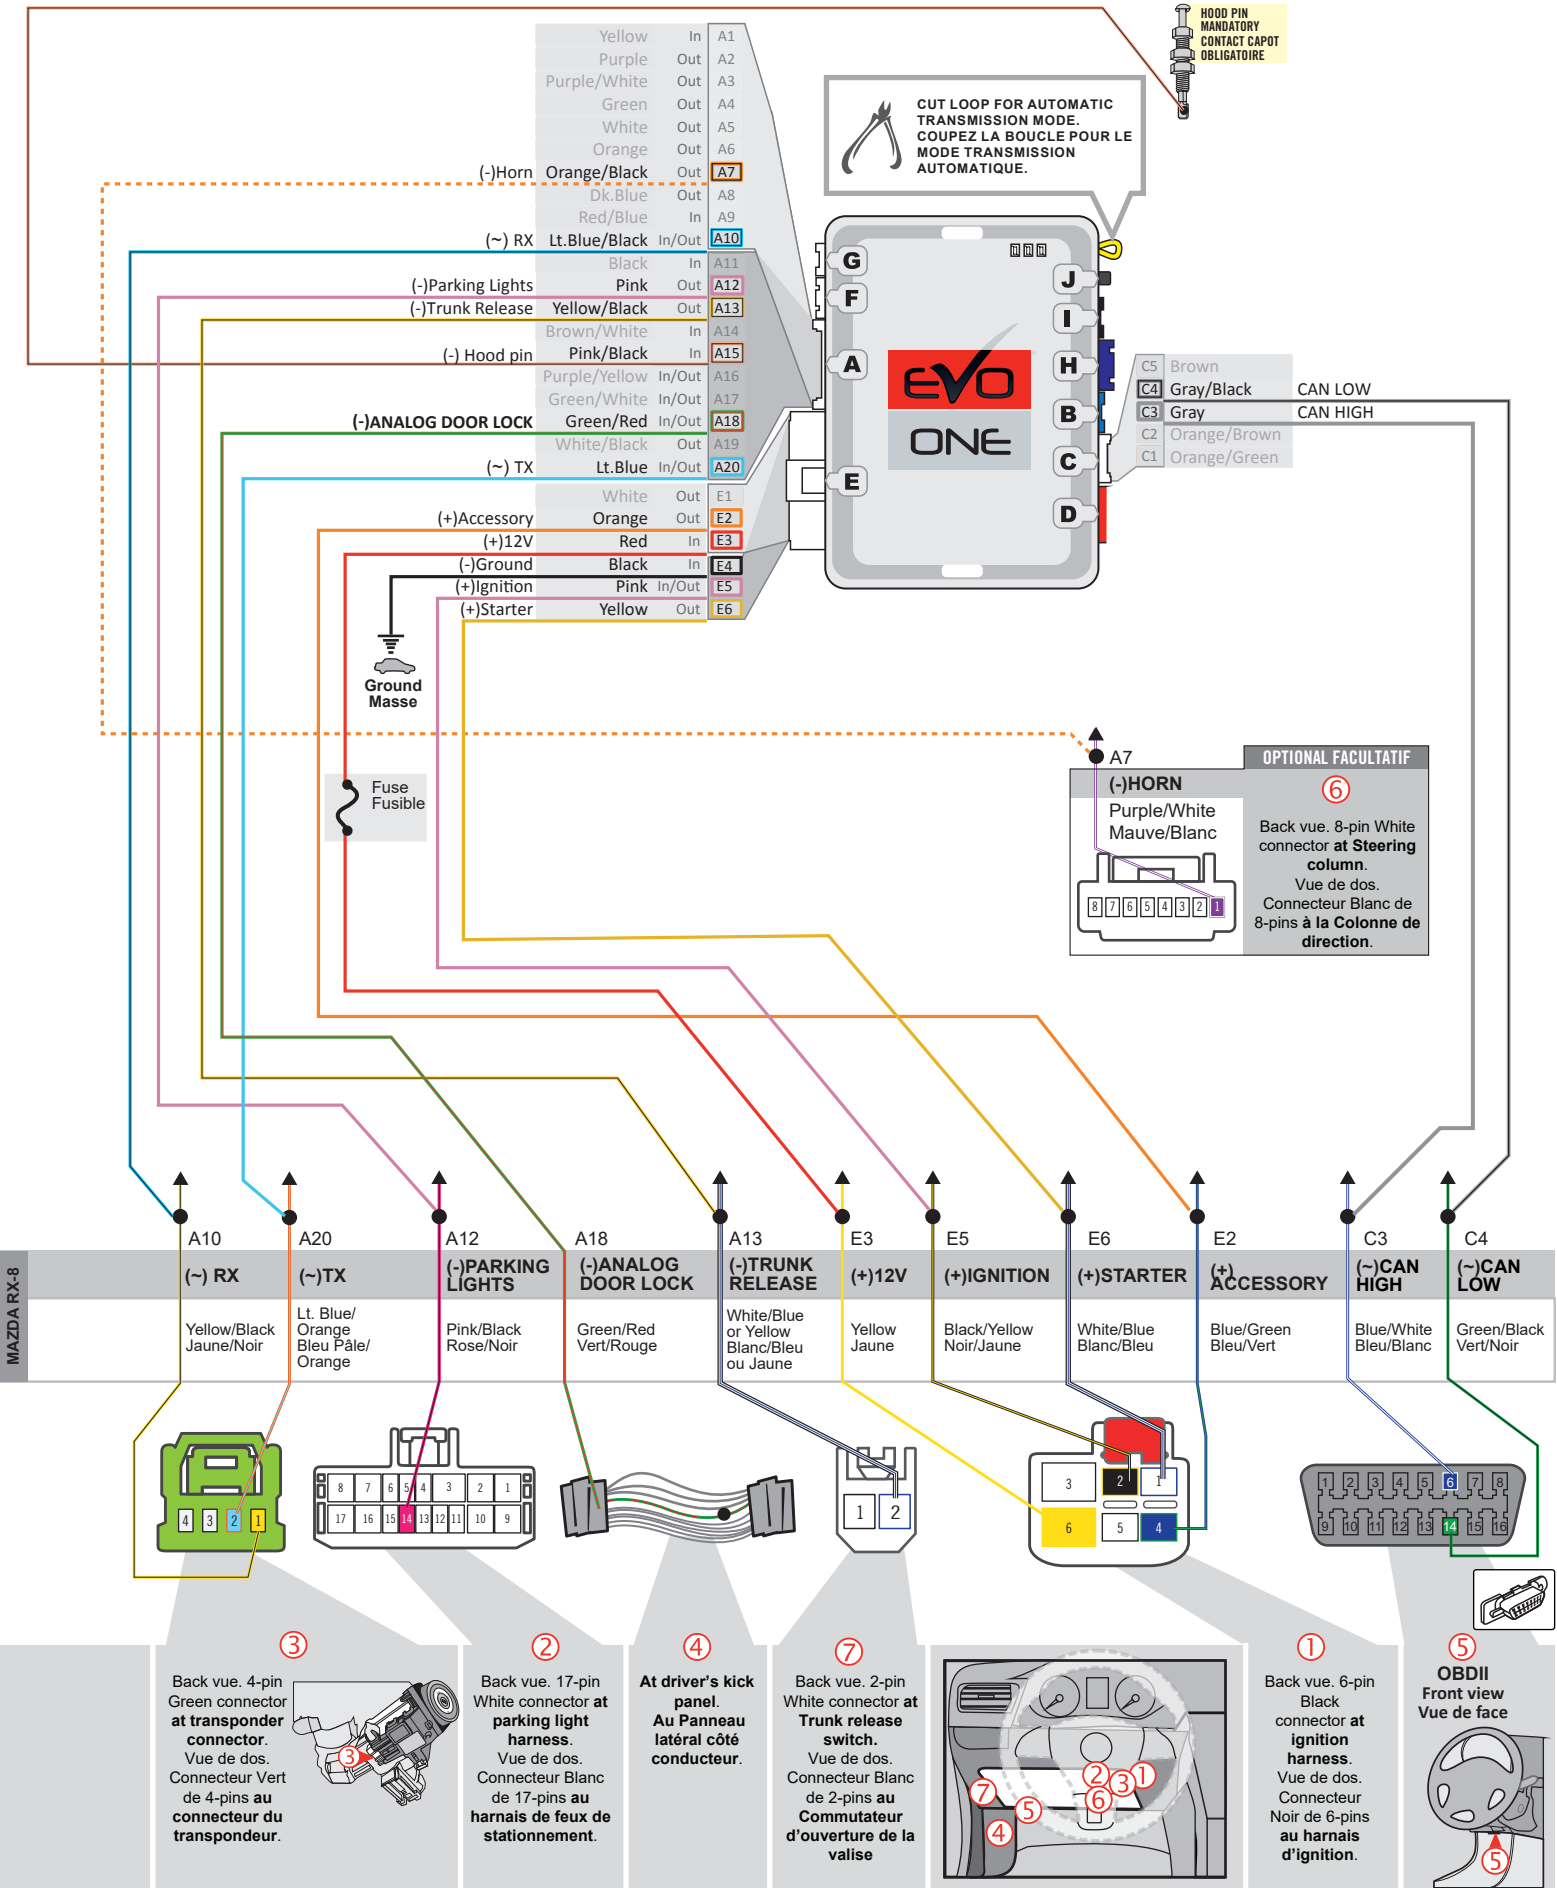 HOOD PIN
MANDATORY
CONTACT CAPOT
OBLIGATOIRE
CUT LOOP FOR AUTOMATIC
TRANSMISSION MODE.
COUPEZ LA BOUCLE POUR LE
MODE TRANSMISSION
AUTOMATIQUE.
Yellow In A1
Purple Out A2
Purple/White Out A3
Green Out A4
White Out A5
Orange Out A6
(-)Horn Orange/Black Out A7
Dk.Blue Out A8
Red/Blue In A9
(~) RX Lt.Blue/Black In/Out A10
Black In A11
(-)Parking Lights Pink Out A12
(-)Trunk Release Yellow/Black Out A13
Brown/White In A14
(-) Hood pin Pink/Black In A15
Purple/Yellow In/Out A16
Green/White In/Out A17
(-)ANALOG DOOR LOCK Green/Red In/Out A18
White/Black Out A19
(~) TX Lt.Blue In/Out A20
White Out E1
(+)Accessory Orange Out E2
(+)12V Red In E3
(-)Ground Black In E4
(+)Ignition Pink In/Out E5
(+)Starter Yellow Out E6
G
F
A
E
J
I
H
B
C
D
EVO
ONE
C5 Brown
C4 Gray/Black CAN LOW
C3 Gray CAN HIGH
C2 Orange/Brown
C1 Orange/Green
Ground
Masse
Fuse
Fusible
A7
(-)HORN
Purple/White
Mauve/Blanc
8 7 6 5 4 3 2 1
OPTIONAL FACULTATIF
6
Back vue. 8-pin White
connector at Steering
column.
Vue de dos.
Connecteur Blanc de
8-pins à la Colonne de
direction.
MAZDA RX-8
A10
(~) RX
Yellow/Black
Jaune/Noir
A20
(~)TX
Lt. Blue/
Orange
Bleu Pâle/
Orange
A12
(-)PARKING
LIGHTS
Pink/Black
Rose/Noir
A18
(-)ANALOG
DOOR LOCK
Green/Red
Vert/Rouge
A13
(-)TRUNK
RELEASE
White/Blue
or Yellow
Blanc/Bleu
ou Jaune
E3
(+)12V
Yellow
Jaune
E5
(+)IGNITION
Black/Yellow
Noir/Jaune
E6
(+)STARTER
White/Blue
Blanc/Bleu
E2
(+)
ACCESSORY
Blue/Green
Bleu/Vert
C3
(~)CAN
HIGH
Blue/White
Bleu/Blanc
C4
(~)CAN
LOW
Green/Black
Vert/Noir
4 3 2 1
8 7 6 5 4 3 2 1
17 16 15 14 13 12 11 10 9
1 2
3 2 1
6 5 4
1 2 3 4 5 6 7 8
9 10 11 12 13 14 15 16
3
Back vue. 4-pin
Green connector
at transponder
connector.
Vue de dos.
Connecteur Vert
de 4-pins au
connecteur du
transpondeur.
3
2
Back vue. 17-pin
White connector at
parking light
harness.
Vue de dos.
Connecteur Blanc
de 17-pins au
harnais de feux de
stationnement.
4
At driver's kick
panel.
Au Panneau
latéral côté
conducteur.
7
Back vue. 2-pin
White connector at
Trunk release
switch.
Vue de dos.
Connecteur Blanc
de 2-pins au
Commutateur
d'ouverture de la
valise
2 3 1
7 5 6
4
1
Back vue. 6-pin
Black
connector at
ignition
harness.
Vue de dos.
Connecteur
Noir de 6-pins
au harnais
d'ignition.
5
OBDII
Front view
Vue de face
5